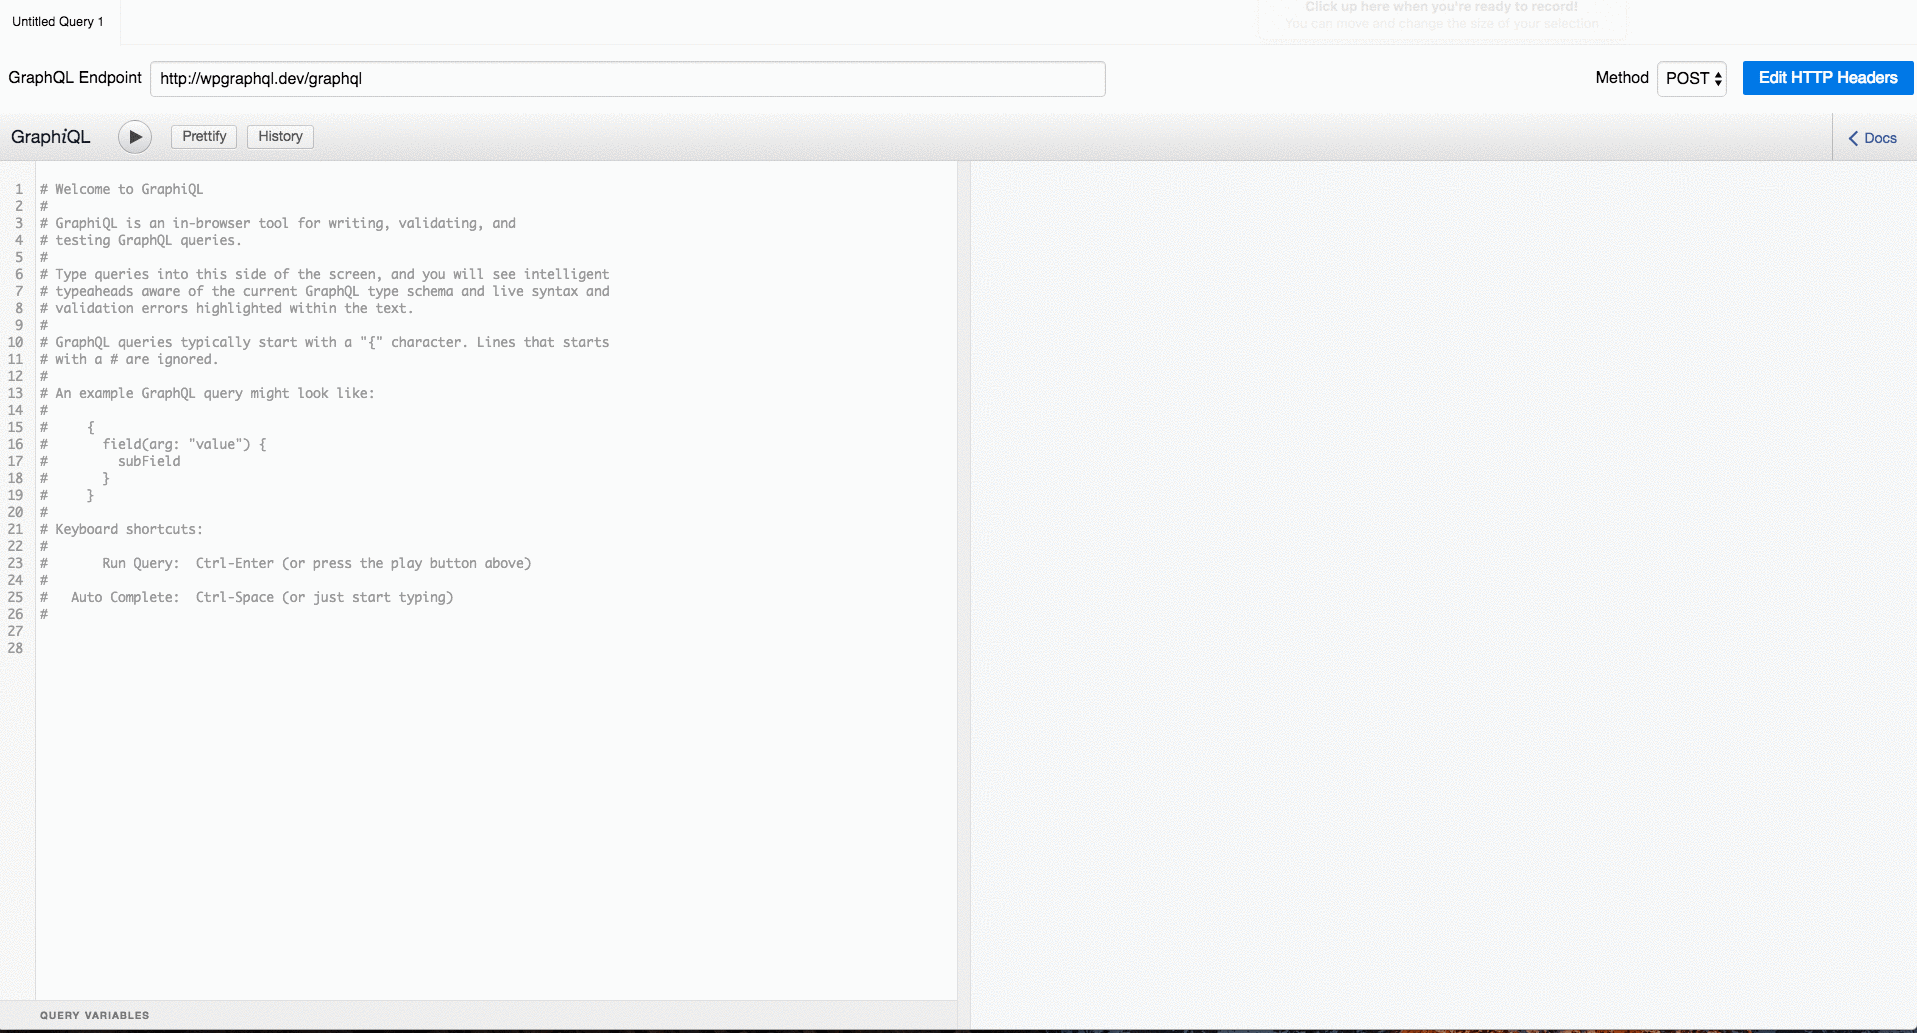 Untitled Query 1
Click up here when you're ready to record!
You can move and change the size of your selection
GraphQL Endpoint http://wpgraphql.dev/graphql Method POST Edit HTTP Headers
GraphiQL Prettify History Docs
1 # Welcome to GraphiQL
2 #
3 # GraphiQL is an in-browser tool for writing, validating, and
4 # testing GraphQL queries.
5 #
6 # Type queries into this side of the screen, and you will see intelligent
7 # typeaheads aware of the current GraphQL type schema and live syntax and
8 # validation errors highlighted within the text.
9 #
10 # GraphQL queries typically start with a "{" character. Lines that starts
11 # with a # are ignored.
12 #
13 # An example GraphQL query might look like:
14 #
15 #     {
16 #       field(arg: "value") {
17 #         subField
18 #       }
19 #     }
20 #
21 # Keyboard shortcuts:
22 #
23 #       Run Query:  Ctrl-Enter (or press the play button above)
24 #
25 #   Auto Complete:  Ctrl-Space (or just start typing)
26 #
27
28
QUERY VARIABLES